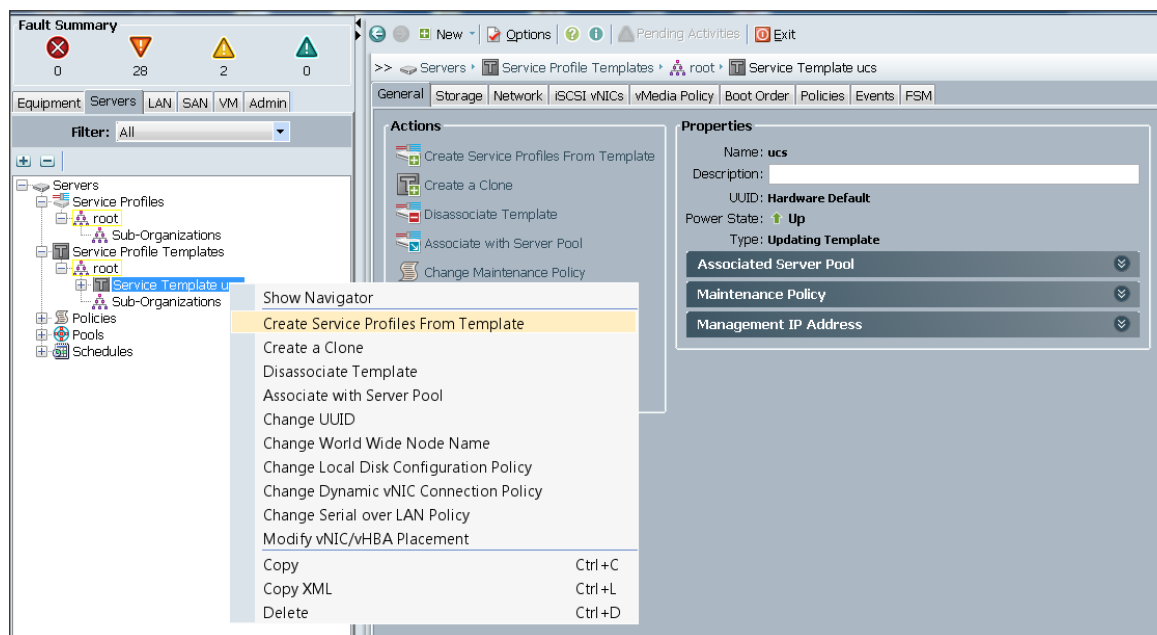 Fault Summary
0 28 2 0
New Options Pending Activities Exit
>> Servers Service Profile Templates root Service Template ucs
Equipment Servers LAN SAN VM Admin
Filter: All
Servers
Service Profiles
root
Sub-Organizations
Service Profile Templates
root
Service Template u
Sub-Organizations
Policies
Pools
Schedules
General Storage Network iSCSI vNICs vMedia Policy Boot Order Policies Events FSM
Actions
Create Service Profiles From Template
Create a Clone
Disassociate Template
Associate with Server Pool
Change Maintenance Policy
Properties
Name: ucs
Description:
UUID: Hardware Default
Power State: Up
Type: Updating Template
Associated Server Pool
Maintenance Policy
Management IP Address
Show Navigator
Create Service Profiles From Template
Create a Clone
Disassociate Template
Associate with Server Pool
Change UUID
Change World Wide Node Name
Change Local Disk Configuration Policy
Change Dynamic vNIC Connection Policy
Change Serial over LAN Policy
Modify vNIC/vHBA Placement
Copy Ctrl+C
Copy XML Ctrl+L
Delete Ctrl+D